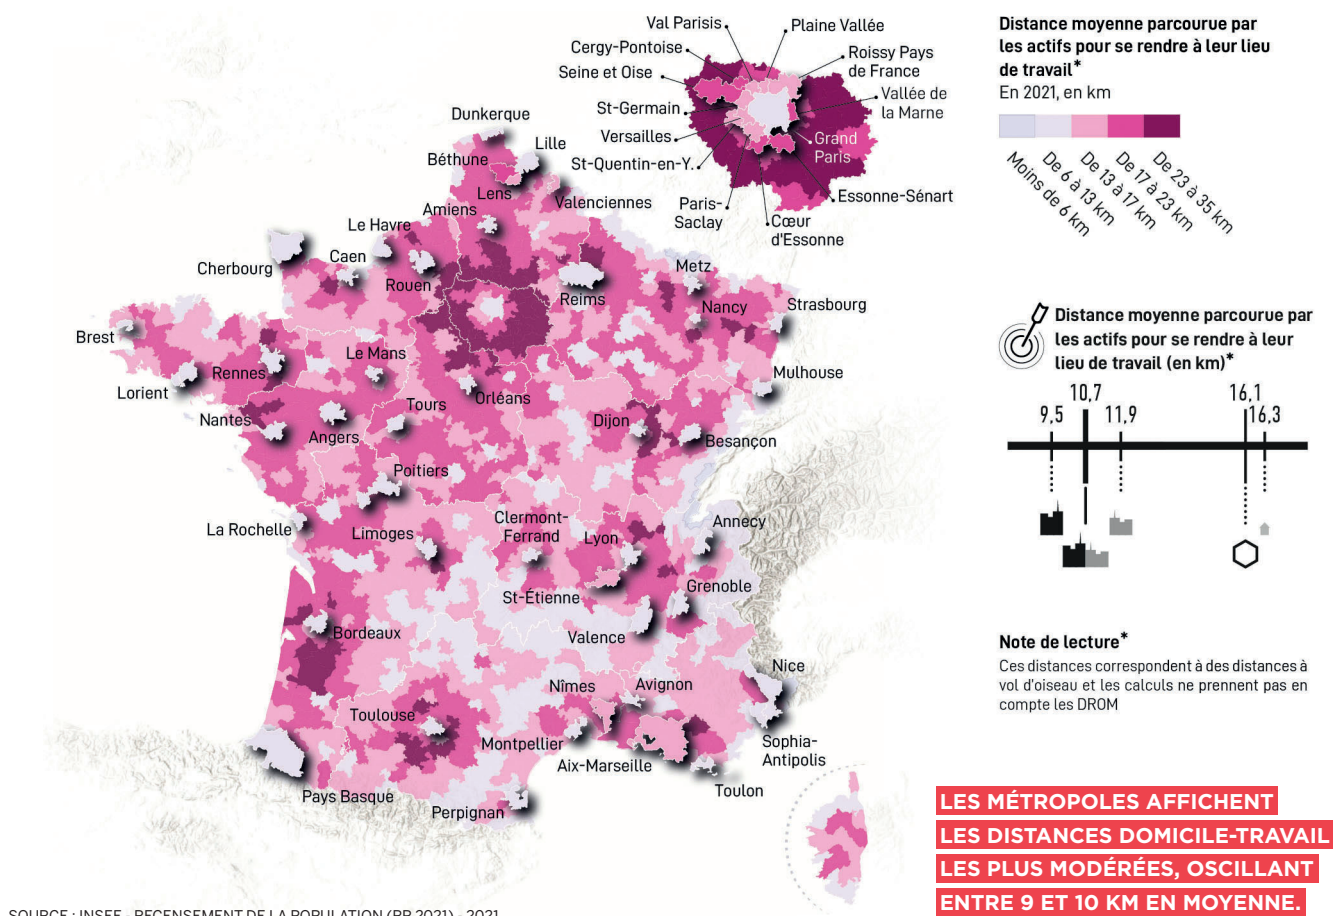 Val Parisis
Plaine Vallée
Cergy-Pontoise
Roissy Pays
de France
Seine et Oise
Vallée de
la Marne
St-Germain
Versailles
Grand
Paris
St-Quentin-en-Y.
Essonne-Sénart
Paris-
Saclay
Cœur
d'Essonne
Dunkerque
Lille
Béthune
Lens
Valenciennes
Amiens
Le Havre
Cherbourg
Caen
Rouen
Reims
Metz
Nancy
Strasbourg
Brest
Le Mans
Rennes
Lorient
Mulhouse
Orléans
Tours
Nantes
Angers
Dijon
Besançon
Poitiers
La Rochelle
Limoges
Clermont-
Ferrand
Lyon
Annecy
Grenoble
St-Étienne
Bordeaux
Valence
Nice
Nîmes
Avignon
Toulouse
Montpellier
Sophia-
Antipolis
Aix-Marseille
Toulon
Pays Basque
Perpignan
Distance moyenne parcourue par
les actifs pour se rendre à leur lieu
de travail*
En 2021, en km
Moins de 6 km
De 6 à 13 km
De 13 à 17 km
De 17 à 23 km
De 23 à 35 km
Distance moyenne parcourue par
les actifs pour se rendre à leur
lieu de travail (en km)*
10,7
16,1
9,5
11,9
16,3
Note de lecture*
Ces distances correspondent à des distances à
vol d'oiseau et les calculs ne prennent pas en
compte les DROM
LES MÉTROPOLES AFFICHENT
LES DISTANCES DOMICILE-TRAVAIL
LES PLUS MODÉRÉES, OSCILLANT
ENTRE 9 ET 10 KM EN MOYENNE.
SOURCE : INSEE - RECENSEMENT DE LA POPULATION (RP 2021) - 2021